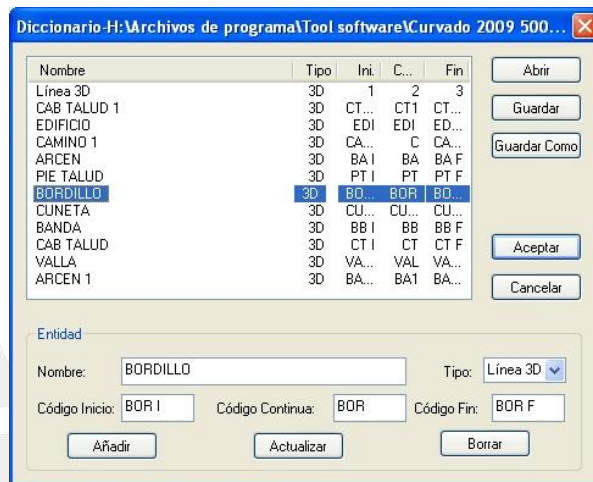 Diccionario-H:\Archivos de programa\Tool software\Curvado 2009 500...
Nombre Tipo Ini. C... Fin
Línea 3D 3D 1 2 3
CAB TALUD 1 3D CT... CT1 CT...
EDIFICIO 3D EDI EDI ED...
CAMINO 1 3D CA... C CA...
ARCEN 3D BA I BA BA F
PIE TALUD 3D PT I PT PT F
BORDILLO 3D BO... BOR BO...
CUNETA 3D CU... CU... CU...
BANDA 3D BB I BB BB F
CAB TALUD 3D CT I CT CT F
VALLA 3D VA... VAL VA...
ARCEN 1 3D BA... BA1 BA...
Abrir
Guardar
Guardar Como
Aceptar
Cancelar
Entidad
Nombre: BORDILLO Tipo: Línea 3D
Código Inicio: BOR I Código Continua: BOR Código Fin: BOR F
Añadir Actualizar Borrar